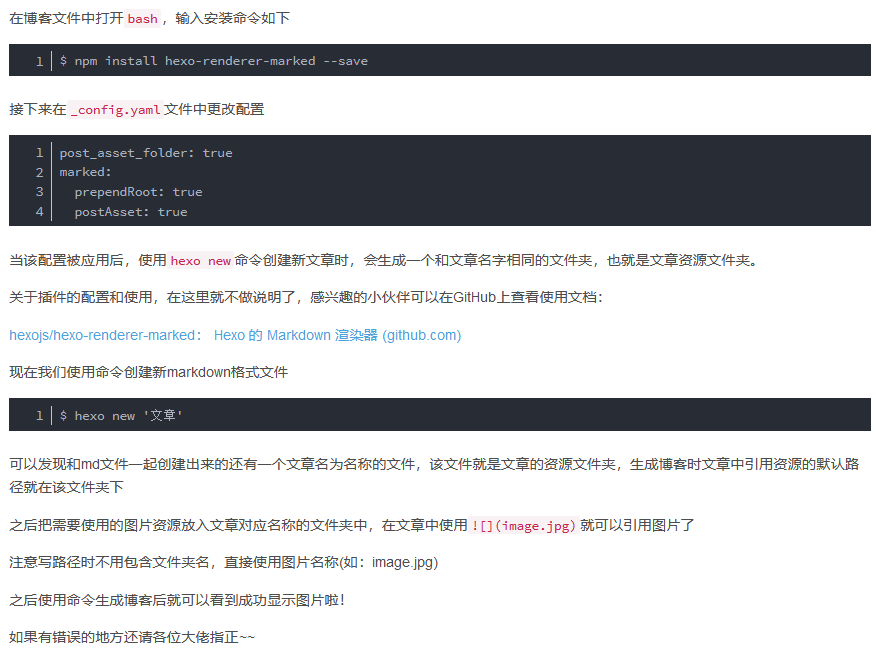 在博客文件中打开 bash ，输入安装命令如下
1 $ npm install hexo-renderer-marked --save
接下来在 _config.yaml 文件中更改配置
1 post_asset_folder: true
2 marked:
3   prependRoot: true
4   postAsset: true
当该配置被应用后，使用 hexo new 命令创建新文章时，会生成一个和文章名字相同的文件夹，也就是文章资源文件夹。
关于插件的配置和使用，在这里就不做说明了，感兴趣的小伙伴可以在GitHub上查看使用文档：
hexojs/hexo-renderer-marked： Hexo 的 Markdown 渲染器 (github.com)
现在我们使用命令创建新markdown格式文件
1 $ hexo new '文章'
可以发现和md文件一起创建出来的还有一个文章名为名称的文件，该文件就是文章的资源文件夹，生成博客时文章中引用资源的默认路
径就在该文件夹下
之后把需要使用的图片资源放入文章对应名称的文件夹中，在文章中使用 ![](image.jpg) 就可以引用图片了
注意写路径时不用包含文件夹名，直接使用图片名称(如：image.jpg)
之后使用命令生成博客后就可以看到成功显示图片啦！
如果有错误的地方还请各位大佬指正~~